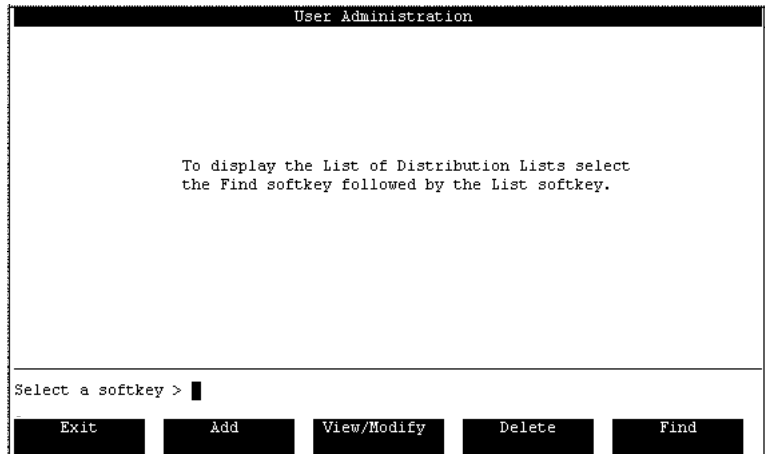 User Administration
To display the List of Distribution Lists select
the Find softkey followed by the List softkey.
Select a softkey >
Exit Add View/Modify Delete Find